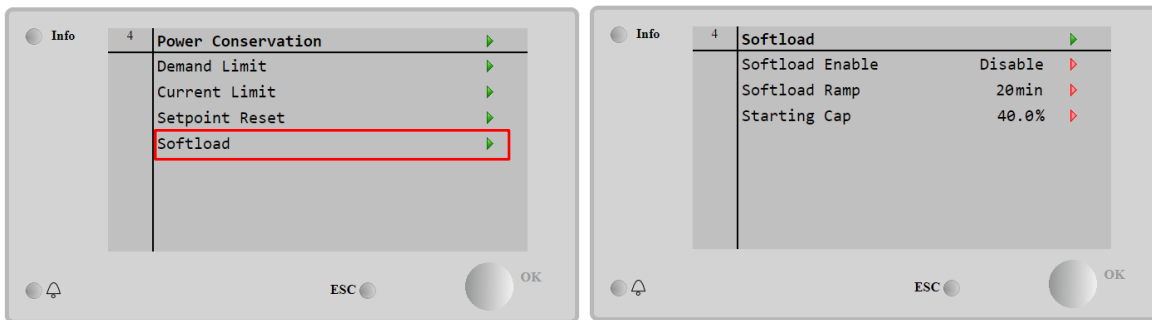 Info
4 Power Conservation
Demand Limit
Current Limit
Setpoint Reset
Softload
ESC
OK
Info
4 Softload
Softload Enable Disable
Softload Ramp 20min
Starting Cap 40.0%
ESC
OK